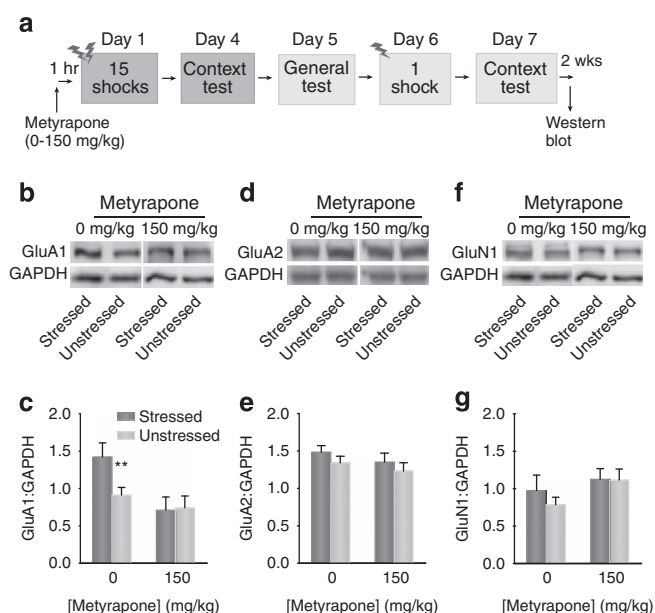 a
Day 1
Day 4
Day 5
Day 6
Day 7
1 hr
15
shocks
Context
test
General
test
1
shock
Context
test
2 wks
Metyrapone
(0-150 mg/kg)
Western
blot
b
Metyrapone
0 mg/kg 150 mg/kg
GluA1
GAPDH
Stressed
Unstressed
Stressed
Unstressed
d
Metyrapone
0 mg/kg 150 mg/kg
GluA2
GAPDH
Stressed
Unstressed
Stressed
Unstressed
f
Metyrapone
0 mg/kg 150 mg/kg
GluN1
GAPDH
Stressed
Unstressed
Stressed
Unstressed
c
GluA1:GAPDH
2.0
1.5
1.0
0.5
0.0
Stressed
Unstressed
**
0 150
[Metyrapone] (mg/kg)
e
GluA2:GAPDH
2.0
1.5
1.0
0.5
0.0
0 150
[Metyrapone] (mg/kg)
g
GluN1:GAPDH
2.0
1.5
1.0
0.5
0.0
0 150
[Metyrapone] (mg/kg)